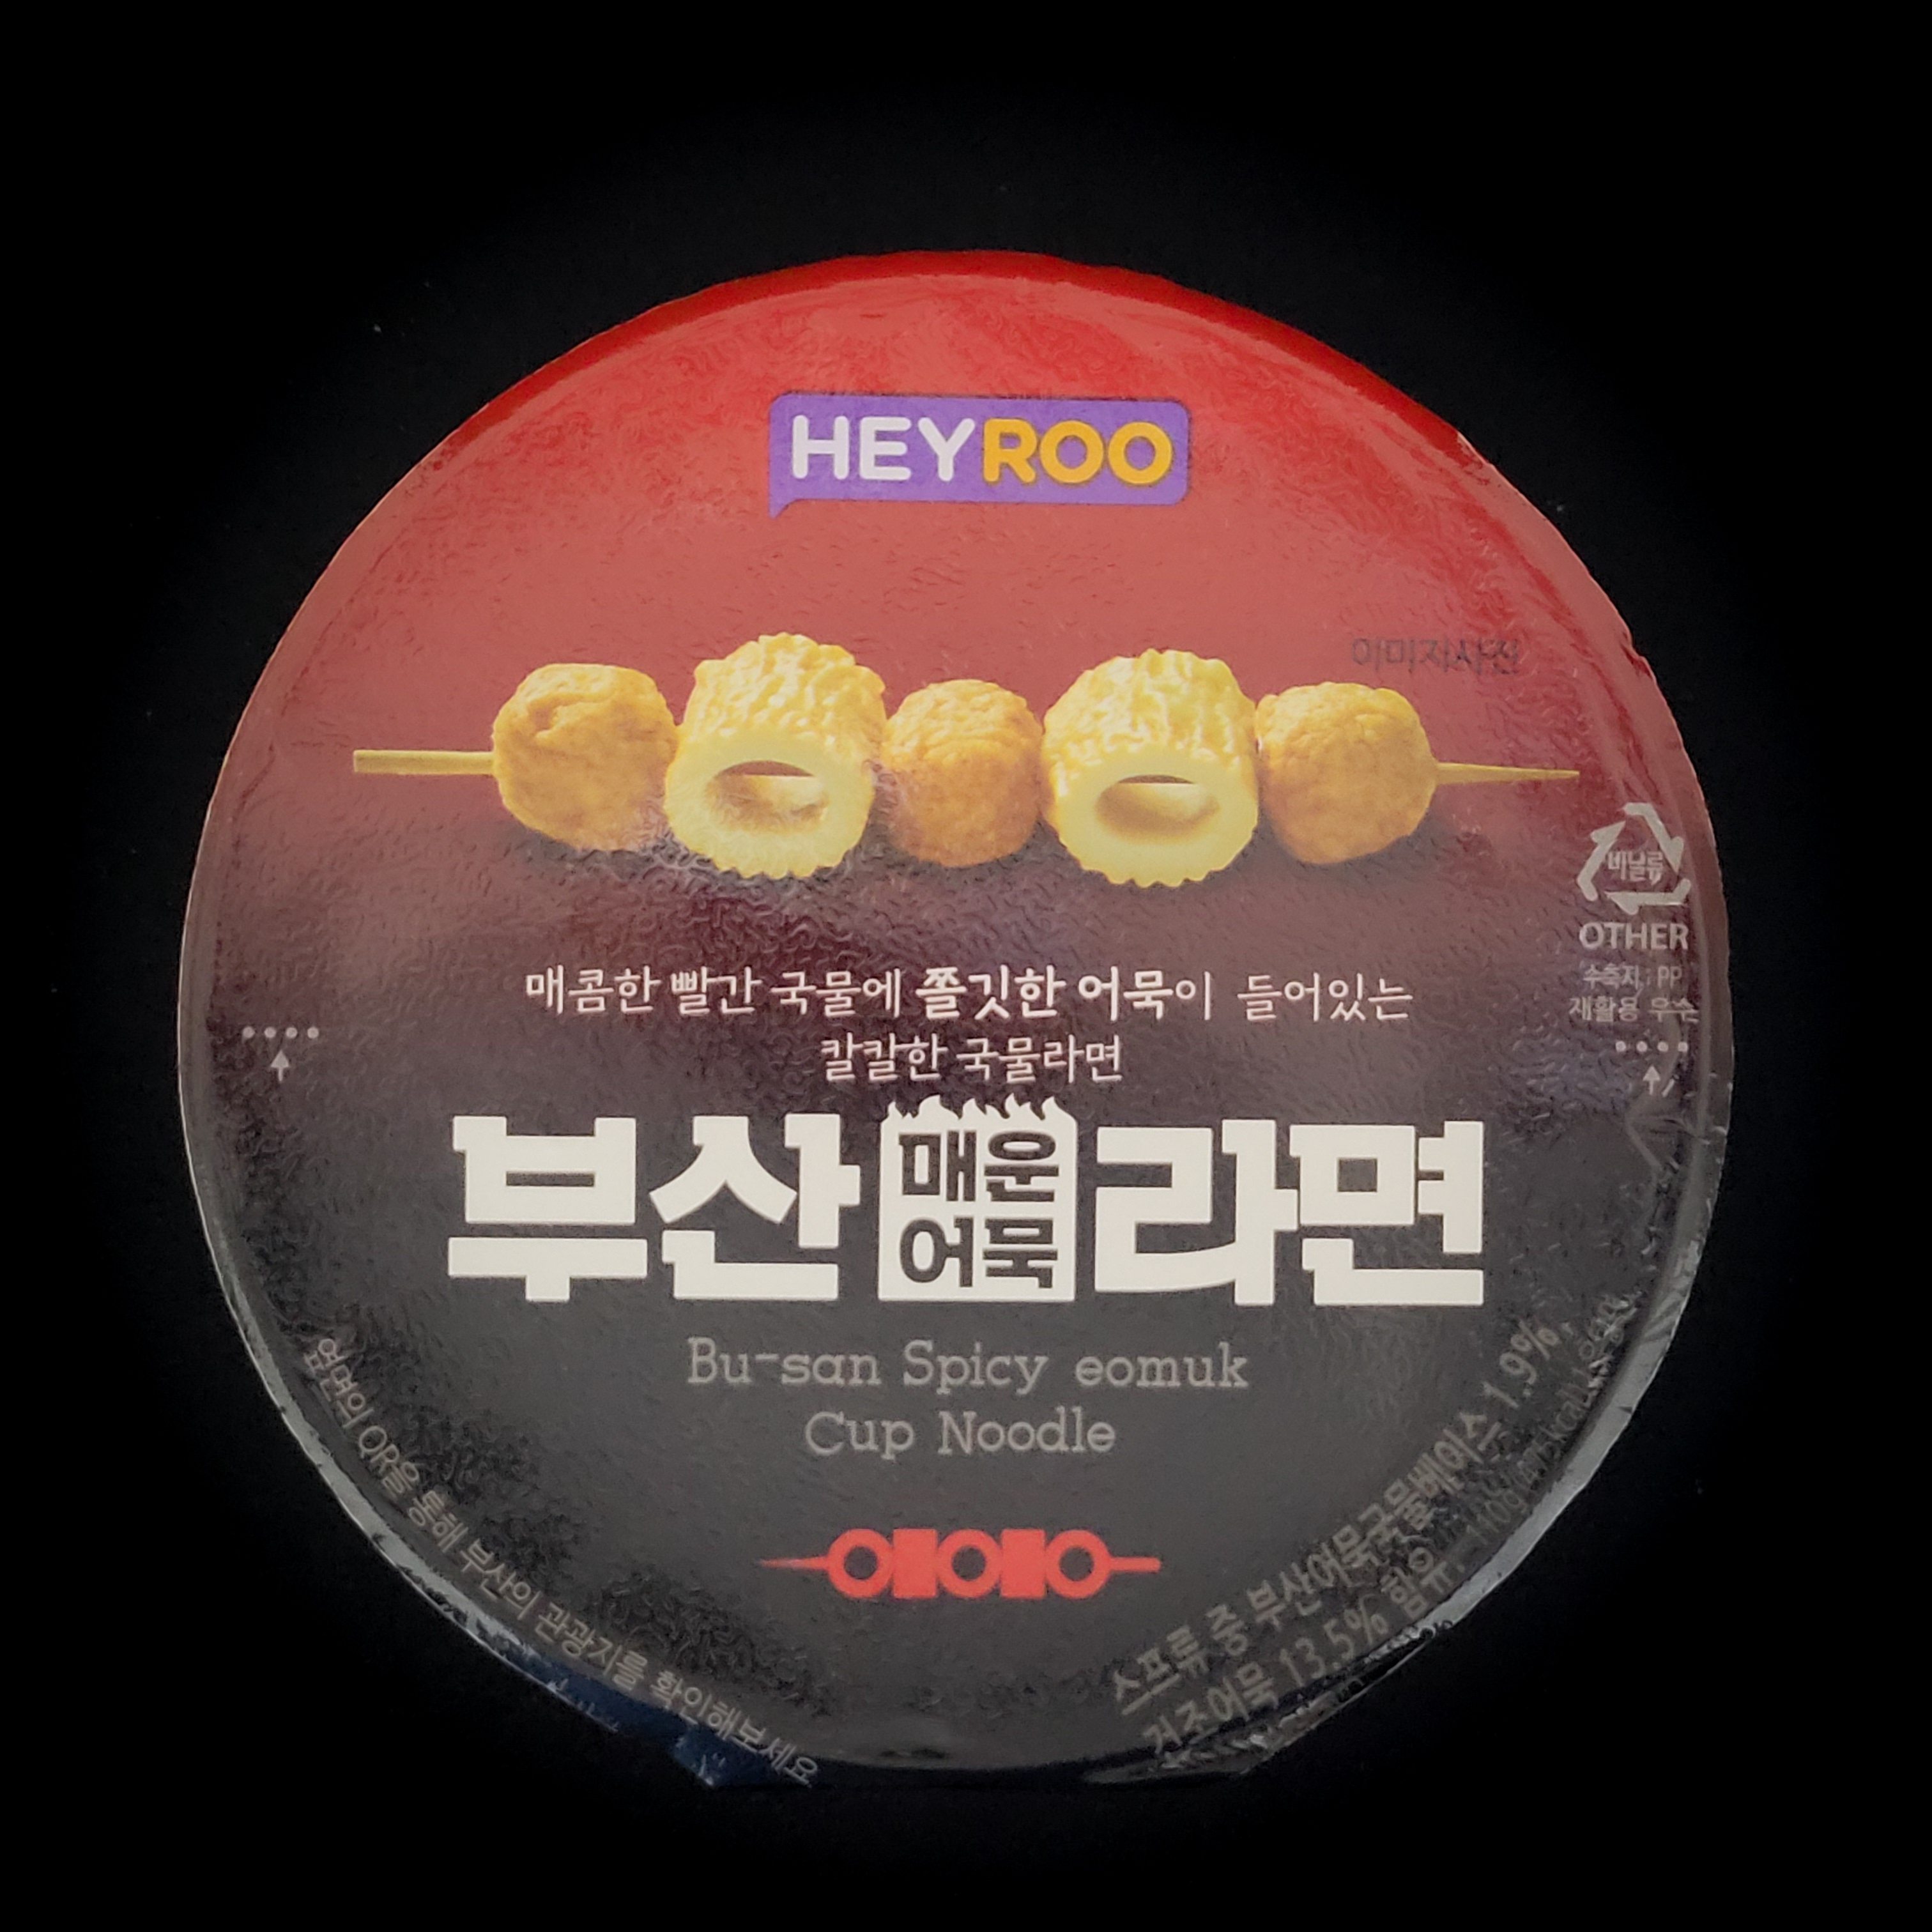 HEYROO
이미지사진
비닐류
OTHER
수축지: PP
재활용 우수
매콤한 빨간 국물에 쫄깃한 어묵이 들어있는
칼칼한 국물라면
부산 매운 어묵 라면
Bu-san Spicy eomuk
Cup Noodle
옆면의 QR을 통해 부산의 관광지를 확인해보세요
스프류 중 부산어묵국물베이스 1.9%,
건조어묵 13.5% 함유. 110g